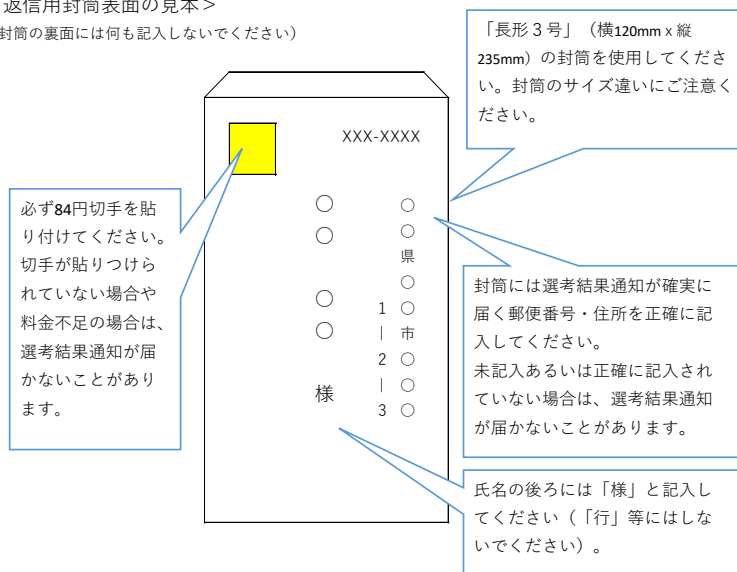 返信用封筒表面の見本＞
封筒の裏面には何も記入しないでください）
「長形３号」（横120mm x 縦
235mm）の封筒を使用してくださ
い。封筒のサイズ違いにご注意く
ださい。
XXX-XXXX
○○県○○市○○○
1｜2｜3
○○　○○　様
必ず84円切手を貼
り付けてください。
切手が貼りつけら
れていない場合や
料金不足の場合は、
選考結果通知が届
かないことがあり
ます。
封筒には選考結果通知が確実に
届く郵便番号・住所を正確に記
入してください。
未記入あるいは正確に記入され
ていない場合は、選考結果通知
が届かないことがあります。
氏名の後ろには「様」と記入し
てください（「行」等にはしな
いでください）。